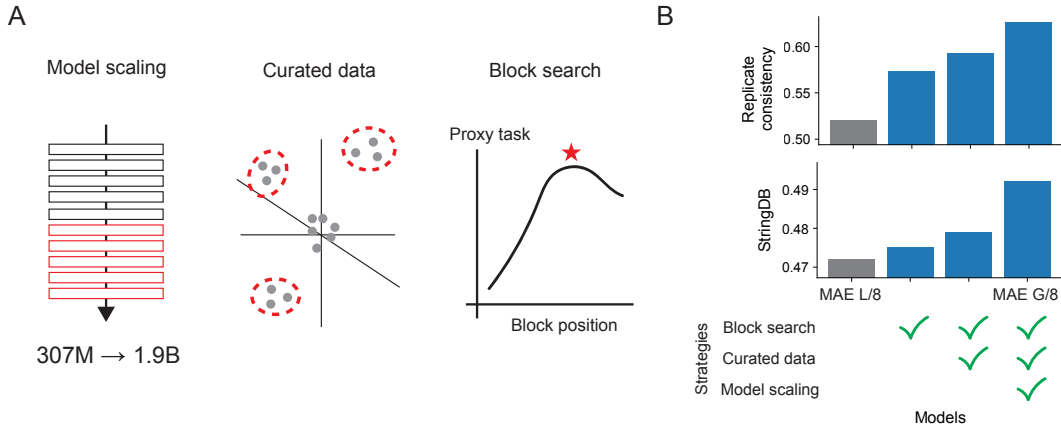 A
Model scaling
Curated data
Block search
307M → 1.9B
Proxy task
Block position
B
Replicate
consistency
0.60
0.55
0.50
StringDB
0.49
0.48
0.47
MAE L/8
MAE G/8
Strategies
Block search
Curated data
Model scaling
Models